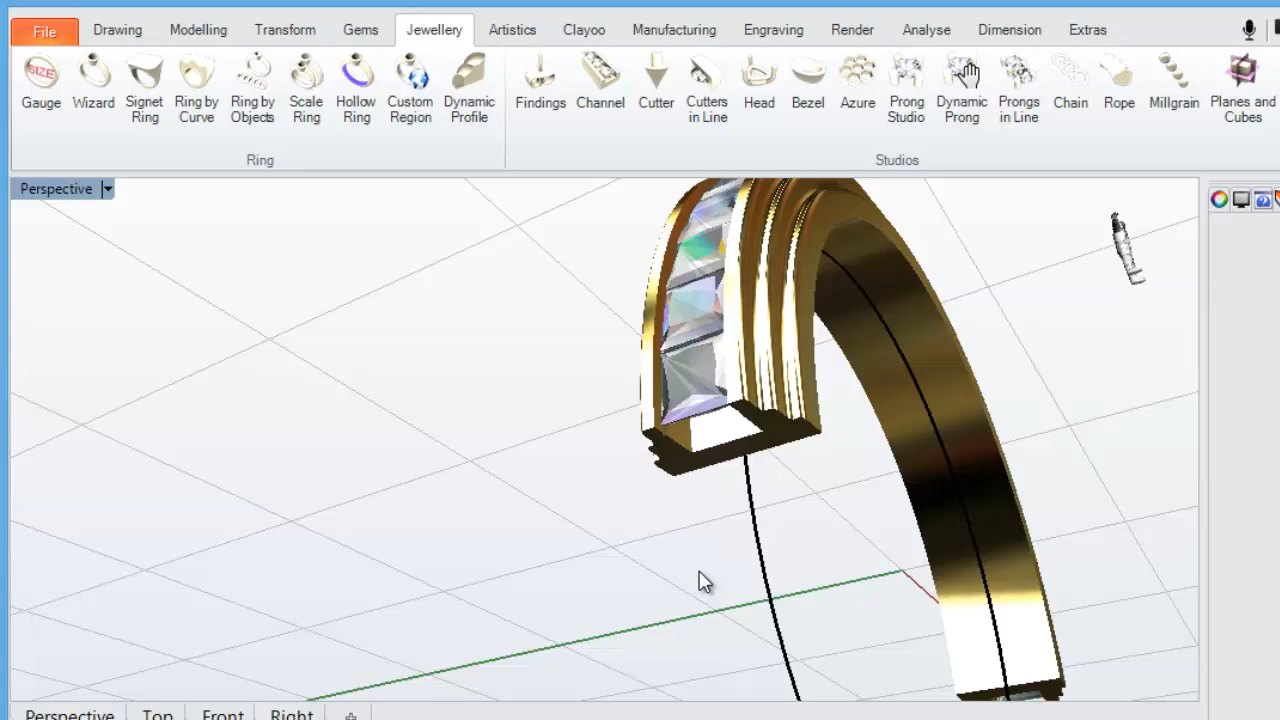 File Drawing Modelling Transform Gems Jewellery Artistics Clayoo Manufacturing Engraving Render Analyse Dimension Extras
SIZE
Gauge Wizard Signet Ring Ring by Curve Ring by Objects Scale Ring Hollow Ring Custom Region Dynamic Profile Findings Channel Cutter Cutters in Line Head Bezel Azure Prong Studio Dynamic Prong Prongs in Line Chain Rope Millgrain Planes and Cubes
Ring Studios
Perspective
Perspective Top Front Right